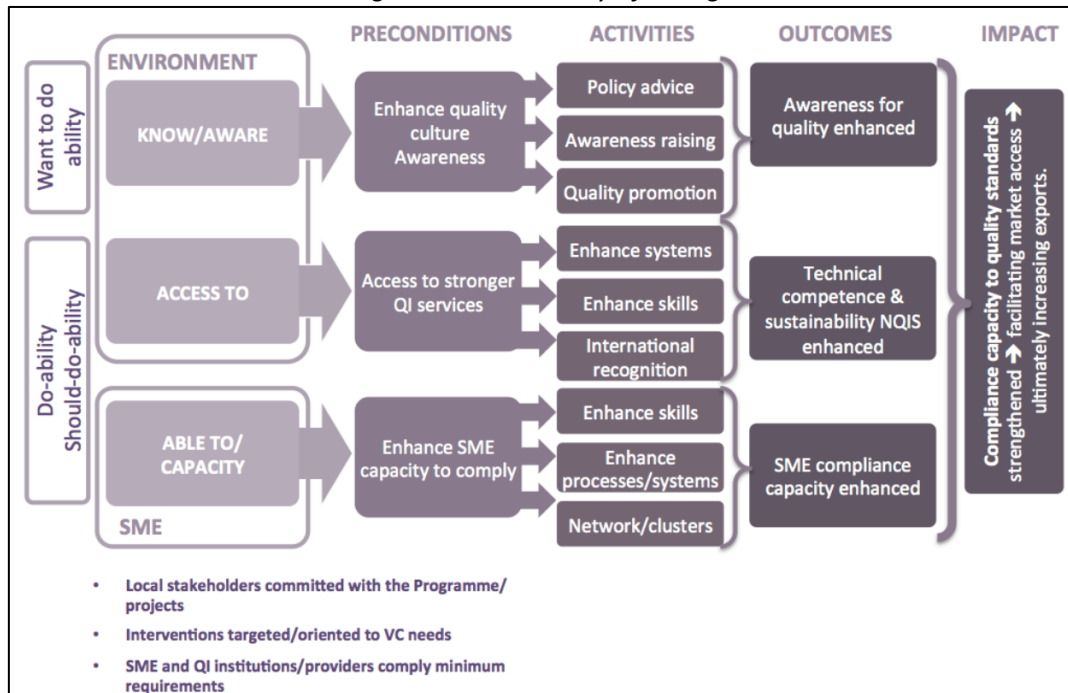 PRECONDITIONS
ACTIVITIES
OUTCOMES
IMPACT
Want to do
ability
ENVIRONMENT
KNOW/AWARE
Enhance quality
culture
Awareness
Policy advice
Awareness raising
Quality promotion
Awareness for
quality enhanced
Do-ability
Should-do-ability
ACCESS TO
Access to stronger
QI services
Enhance systems
Enhance skills
International
recognition
Technical
competence &
sustainability NQIS
enhanced
ABLE TO/
CAPACITY
SME
Enhance SME
capacity to comply
Enhance skills
Enhance
processes/systems
Network/clusters
SME compliance
capacity enhanced
Compliance capacity to quality standards
strengthened ➔ facilitating market access ➔
ultimately increasing exports.
• Local stakeholders committed with the Programme/
projects
• Interventions targeted/oriented to VC needs
• SME and QI institutions/providers comply minimum
requirements